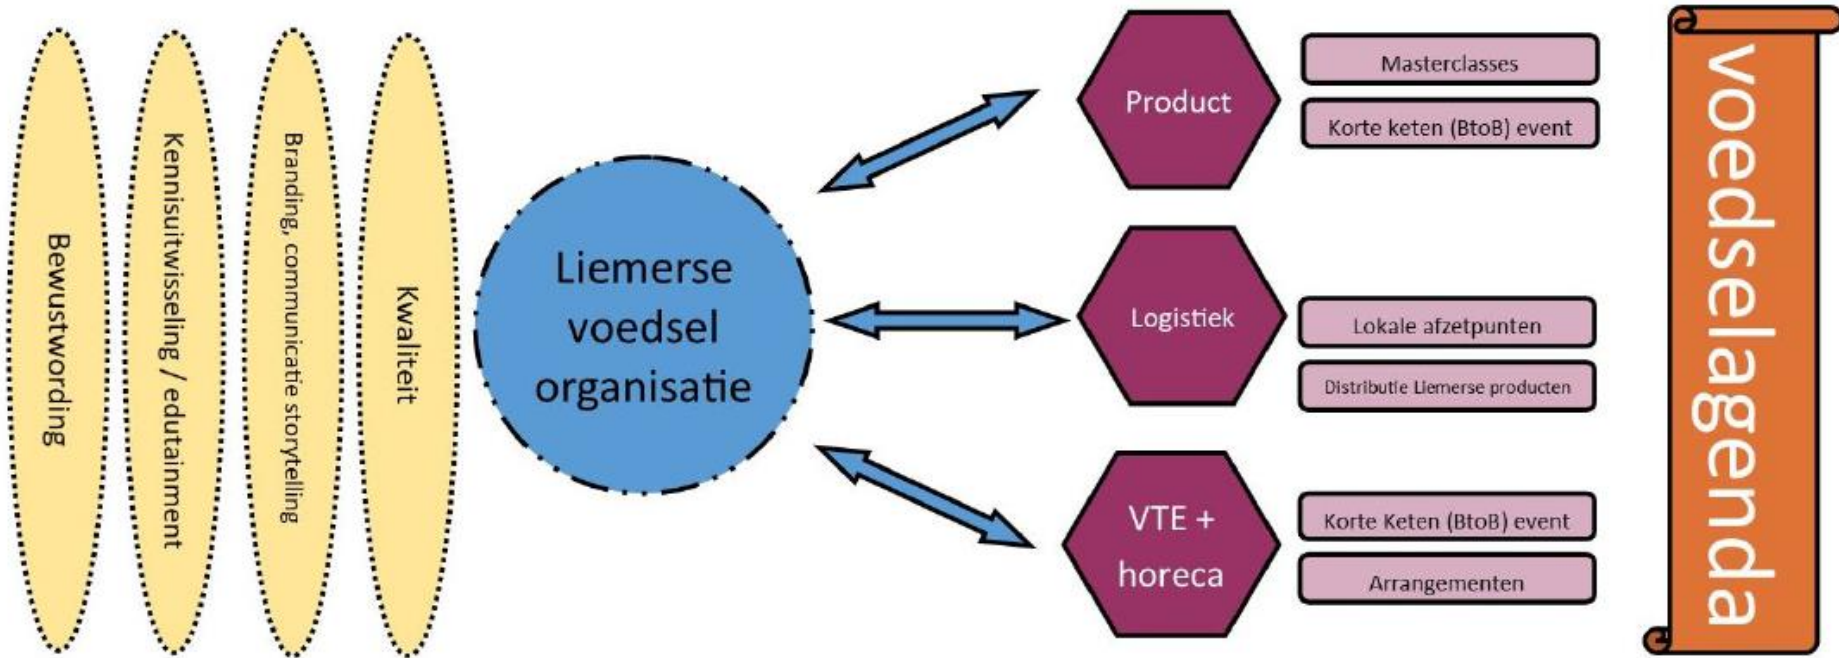 Bewustwording
Kennisuitwisseling / edutainment
Branding, communicatie storytelling
Kwaliteit
Liemerse
voedsel
organisatie
Product
Masterclasses
Korte keten (BtoB) event
Logistiek
Lokale afzetpunten
Distributie Liemerse producten
VTE +
horeca
Korte Keten (BtoB) event
Arrangementen
voedselagenda